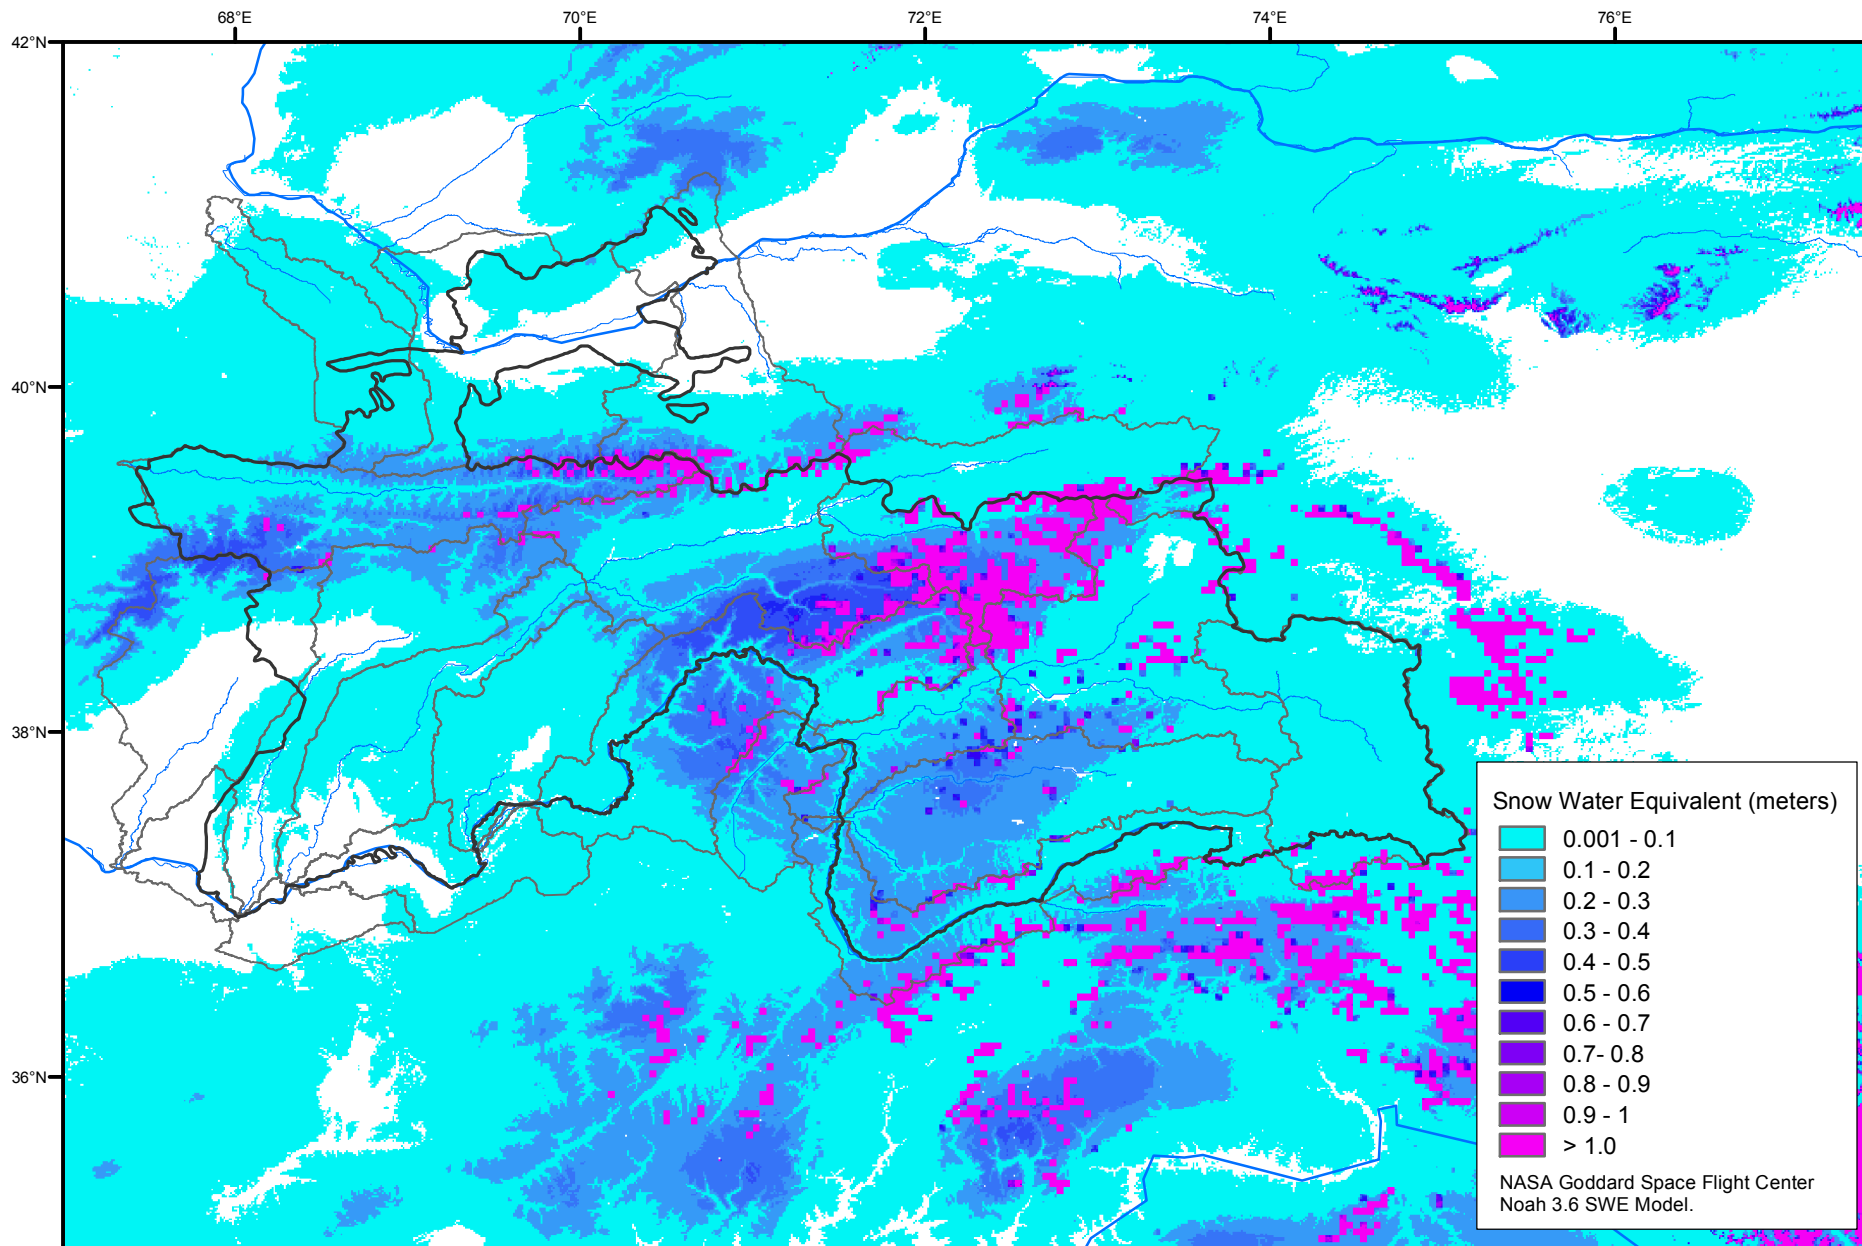 68°E 70°E 72°E 74°E 76°E
42°N
40°N
38°N
36°N
Snow Water Equivalent (meters)
0.001 - 0.1
0.1 - 0.2
0.2 - 0.3
0.3 - 0.4
0.4 - 0.5
0.5 - 0.6
0.6 - 0.7
0.7- 0.8
0.8 - 0.9
0.9 - 1
> 1.0
NASA Goddard Space Flight Center
Noah 3.6 SWE Model.